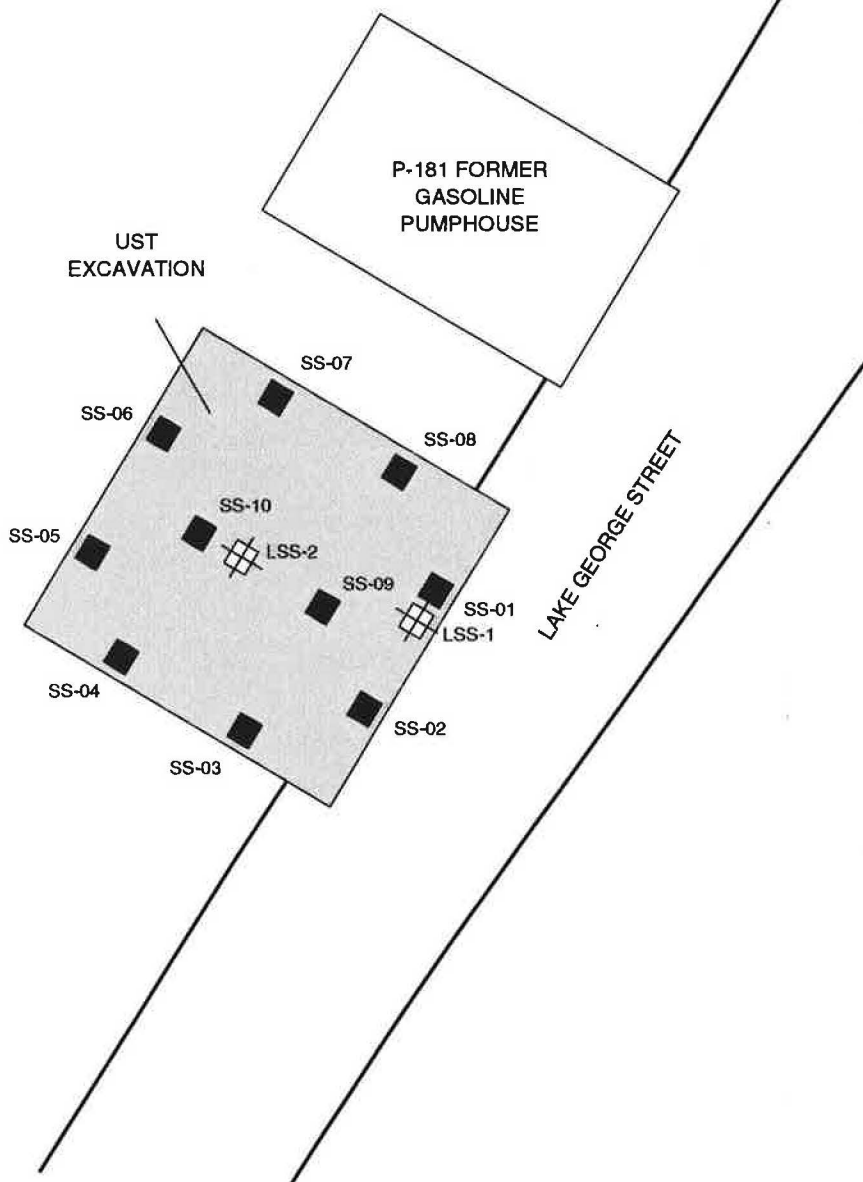 P-181 FORMER
GASOLINE
PUMPHOUSE
UST
EXCAVATION
SS-07
SS-06
SS-08
SS-10
SS-05
LSS-2
SS-09
SS-01
LSS-1
SS-04
SS-02
SS-03
LAKE GEORGE STREET